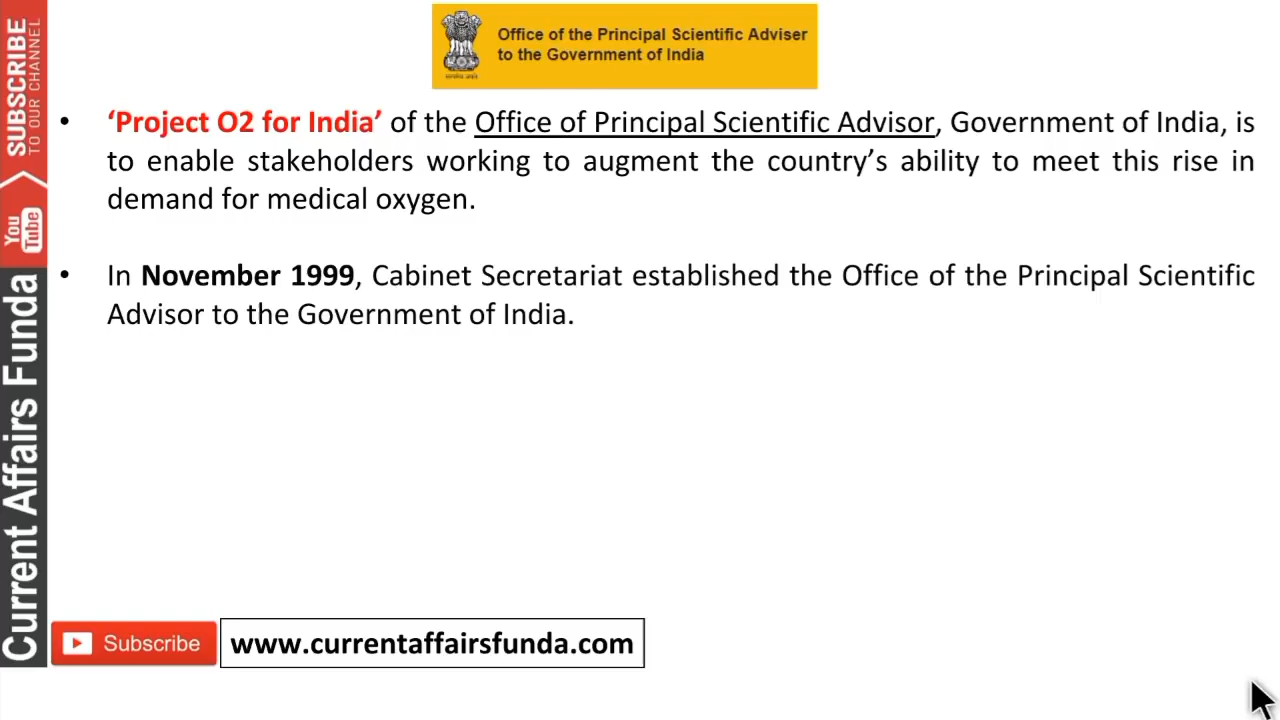 Office of the Principal Scientific Adviser
to the Government of India
• ‘Project O2 for India’ of the Office of Principal Scientific Advisor, Government of India, is
to enable stakeholders working to augment the country’s ability to meet this rise in
demand for medical oxygen.
• In November 1999, Cabinet Secretariat established the Office of the Principal Scientific
Advisor to the Government of India.
SUBSCRIBE
TO OUR CHANNEL
You
Tube
Current Affairs Funda
Subscribe
www.currentaffairsfunda.com